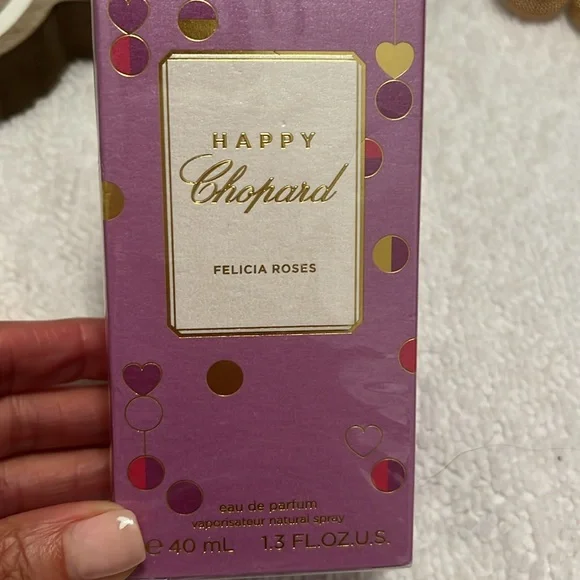 HAPPY
Chopard
FELICIA ROSES
eau de parfum
vaporisateur natural spray
e 40 mL 1.3 FL.OZ.U.S.